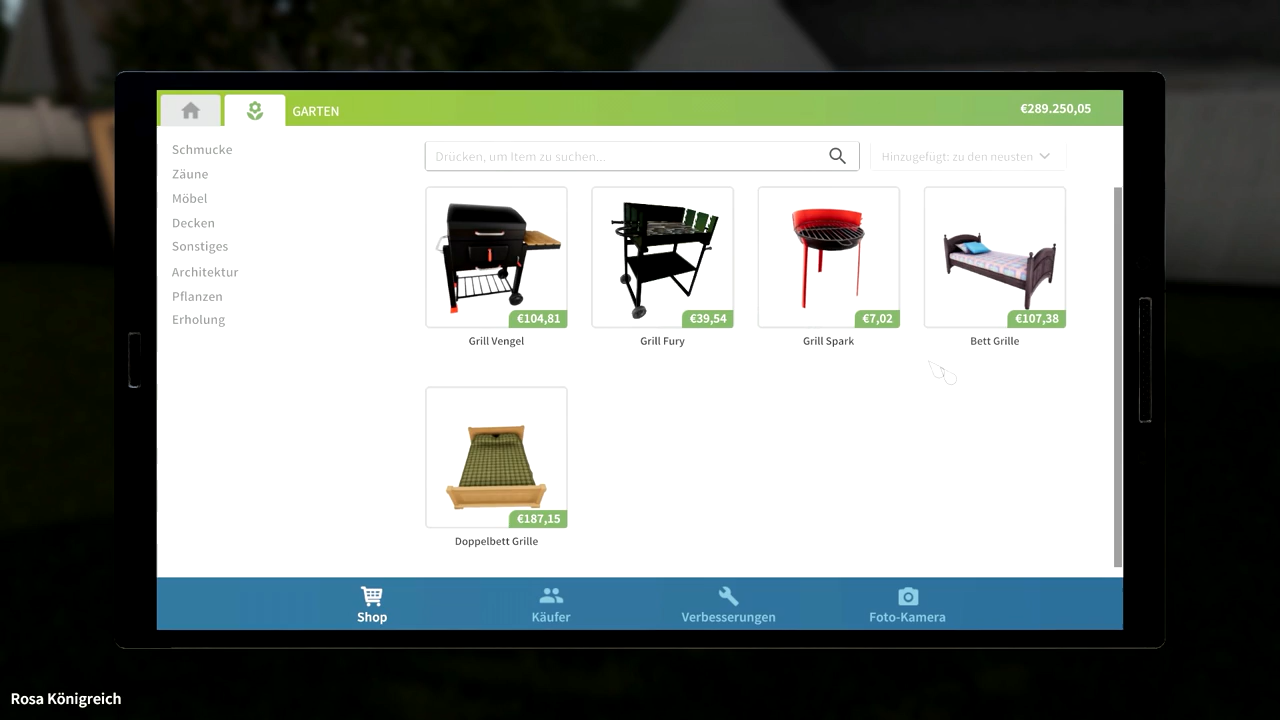 GARTEN
€289.250,05
Schmucke
Zäune
Möbel
Decken
Sonstiges
Architektur
Pflanzen
Erholung
Drücken, um Item zu suchen...
Hinzugefügt: zu den neusten
€104,81
€39,54
€7,02
€107,38
Grill Vengel
Grill Fury
Grill Spark
Bett Grille
€187,15
Doppelbett Grille
Shop
Käufer
Verbesserungen
Foto-Kamera
Rosa Königreich